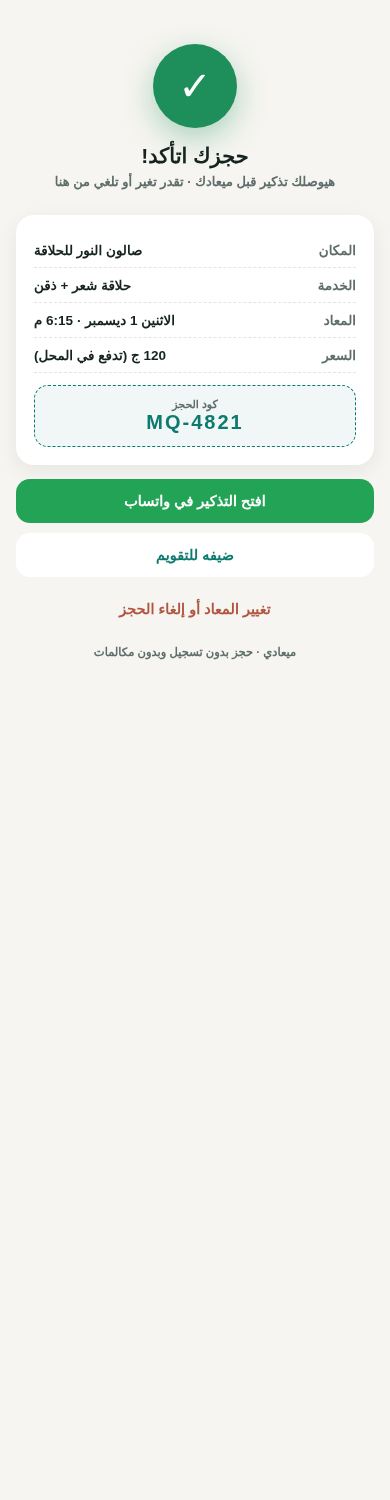 ✓
حجزك اتأكد!
هيوصلك تذكير قبل ميعادك · تقدر تغير أو تلغي من هنا
المكان صالون النور للحلاقة
الخدمة حلاقة شعر + ذقن
المعاد الاثنين 1 ديسمبر · 6:15 م
السعر 120 ج (تدفع في المحل)
كود الحجز
MQ-4821
افتح التذكير في واتساب
ضيفه للتقويم
تغيير المعاد أو إلغاء الحجز
ميعادي · حجز بدون تسجيل وبدون مكالمات